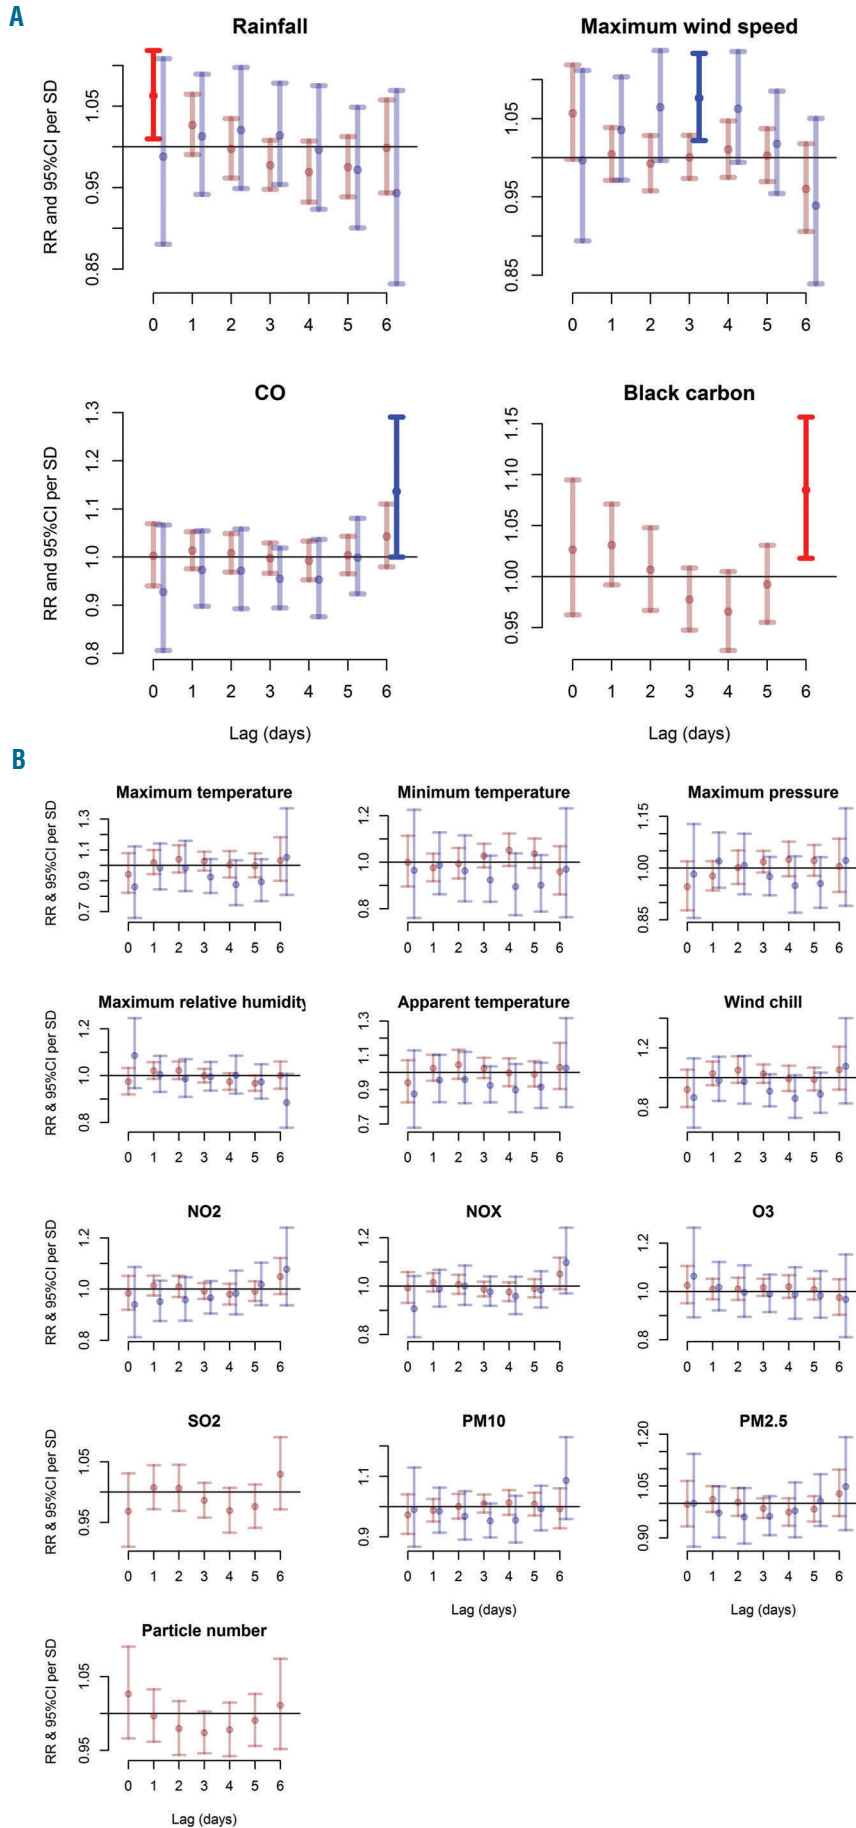 A
Rainfall
Maximum wind speed
RR and 95%CI per SD
1.05
0.95
0.85
0 1 2 3 4 5 6
1.05
0.95
0.85
0 1 2 3 4 5 6
CO
Black carbon
RR and 95%CI per SD
1.3
1.2
1.1
1.0
0.9
0.8
0 1 2 3 4 5 6
Lag (days)
1.15
1.10
1.05
1.00
0.95
0 1 2 3 4 5 6
Lag (days)
B
Maximum temperature
Minimum temperature
Maximum pressure
RR & 95%CI per SD
1.3
1.1
0.9
0.7
0 1 2 3 4 5 6
1.2
1.0
0.8
0 1 2 3 4 5 6
1.15
1.00
0.85
0 1 2 3 4 5 6
Maximum relative humidity
Apparent temperature
Wind chill
RR & 95%CI per SD
1.2
1.0
0.8
0 1 2 3 4 5 6
1.3
1.1
0.9
0.7
0 1 2 3 4 5 6
1.2
0.8
0 1 2 3 4 5 6
NO2
NOX
O3
RR & 95%CI per SD
1.2
1.0
0.8
0 1 2 3 4 5 6
1.2
1.0
0.8
0 1 2 3 4 5 6
1.2
1.0
0.8
0 1 2 3 4 5 6
SO2
PM10
PM2.5
RR & 95%CI per SD
1.05
0.95
0 1 2 3 4 5 6
1.1
0.9
0 1 2 3 4 5 6
Lag (days)
1.20
1.05
0.90
0 1 2 3 4 5 6
Lag (days)
Particle number
RR & 95%CI per SD
1.05
0.95
0 1 2 3 4 5 6
Lag (days)